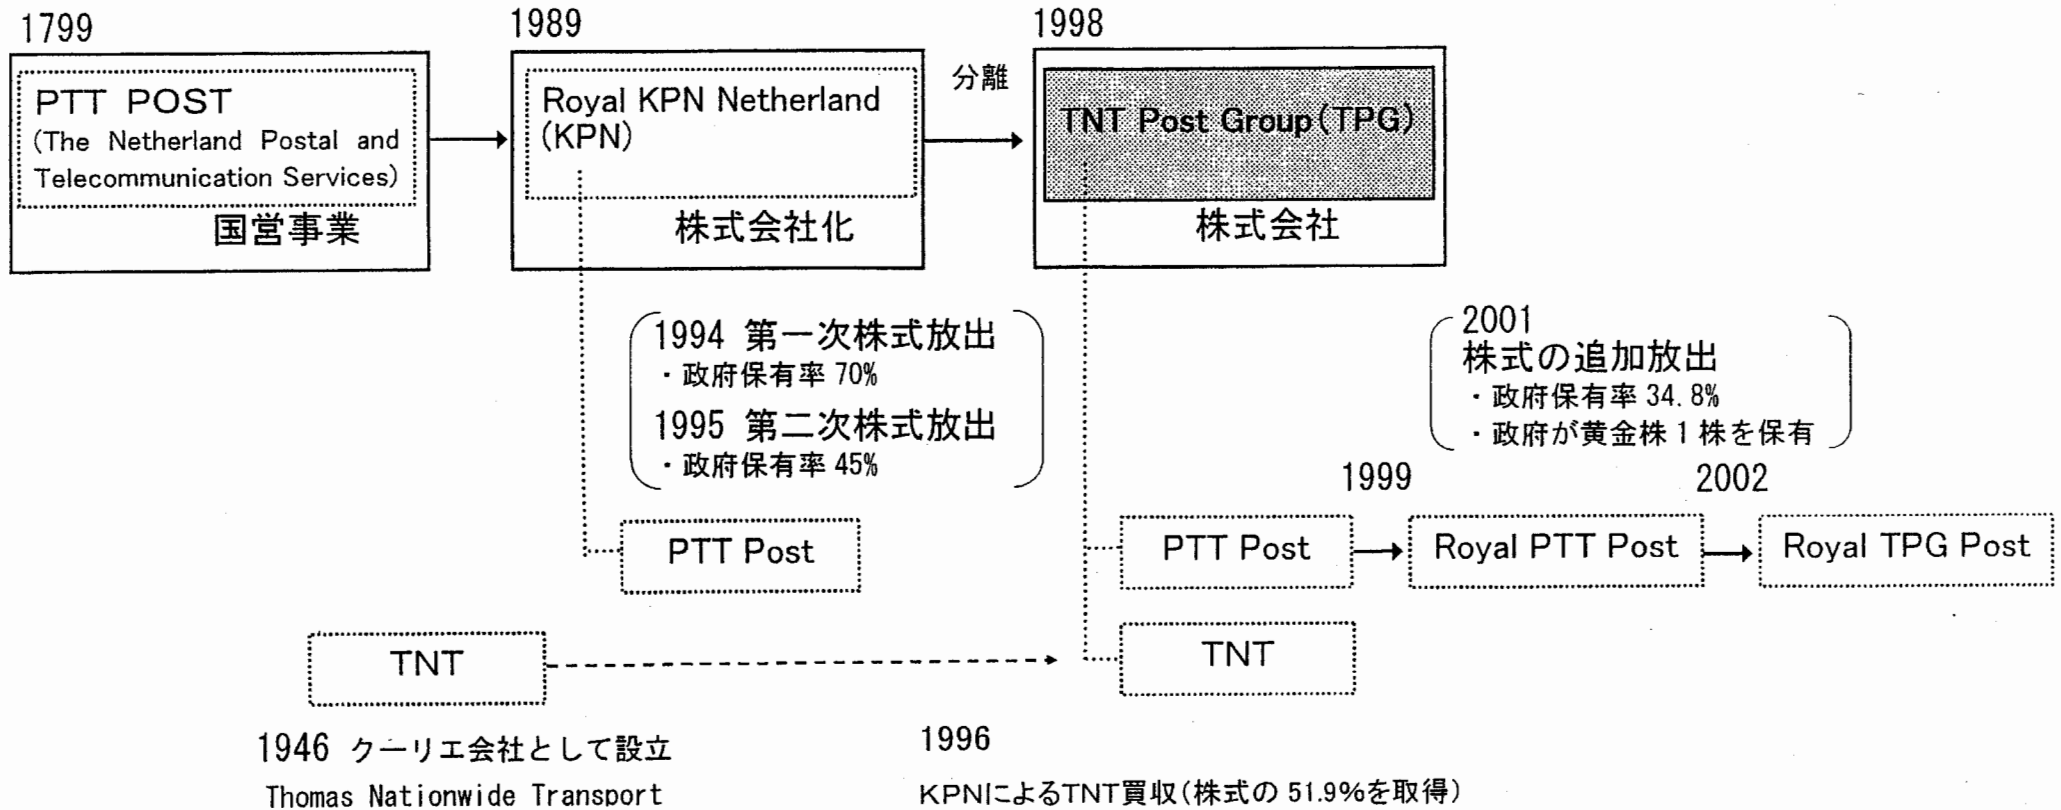 1799
1989
1998
PTT POST
(The Netherland Postal and
Telecommunication Services)
国営事業
Royal KPN Netherland
(KPN)
株式会社化
分離
TNT Post Group(TPG)
株式会社
1994 第一次株式放出
・政府保有率 70%
1995 第二次株式放出
・政府保有率 45%
2001
株式の追加放出
・政府保有率 34.8%
・政府が黄金株 1 株を保有
1999
2002
PTT Post
PTT Post
Royal PTT Post
Royal TPG Post
TNT
TNT
1946 クーリエ会社として設立
Thomas Nationwide Transport
1996
KPNによるTNT買収(株式の 51.9%を取得)